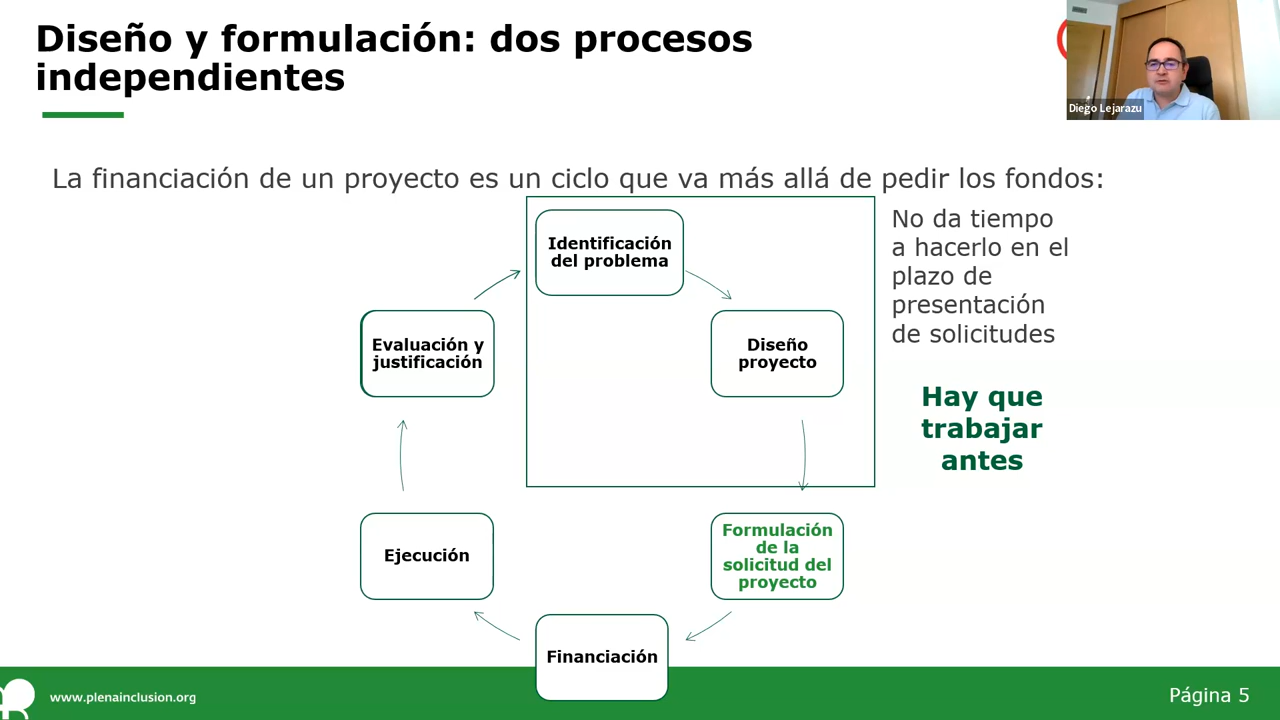 Diseño y formulación: dos procesos
independientes
Diego Lejarazu
La financiación de un proyecto es un ciclo que va más allá de pedir los fondos:
Identificación
del problema
No da tiempo
a hacerlo en el
plazo de
presentación
de solicitudes
Evaluación y
justificación
Diseño
proyecto
Hay que
trabajar
antes
Ejecución
Formulación
de la
solicitud del
proyecto
Financiación
www.plenainclusion.org
Página 5